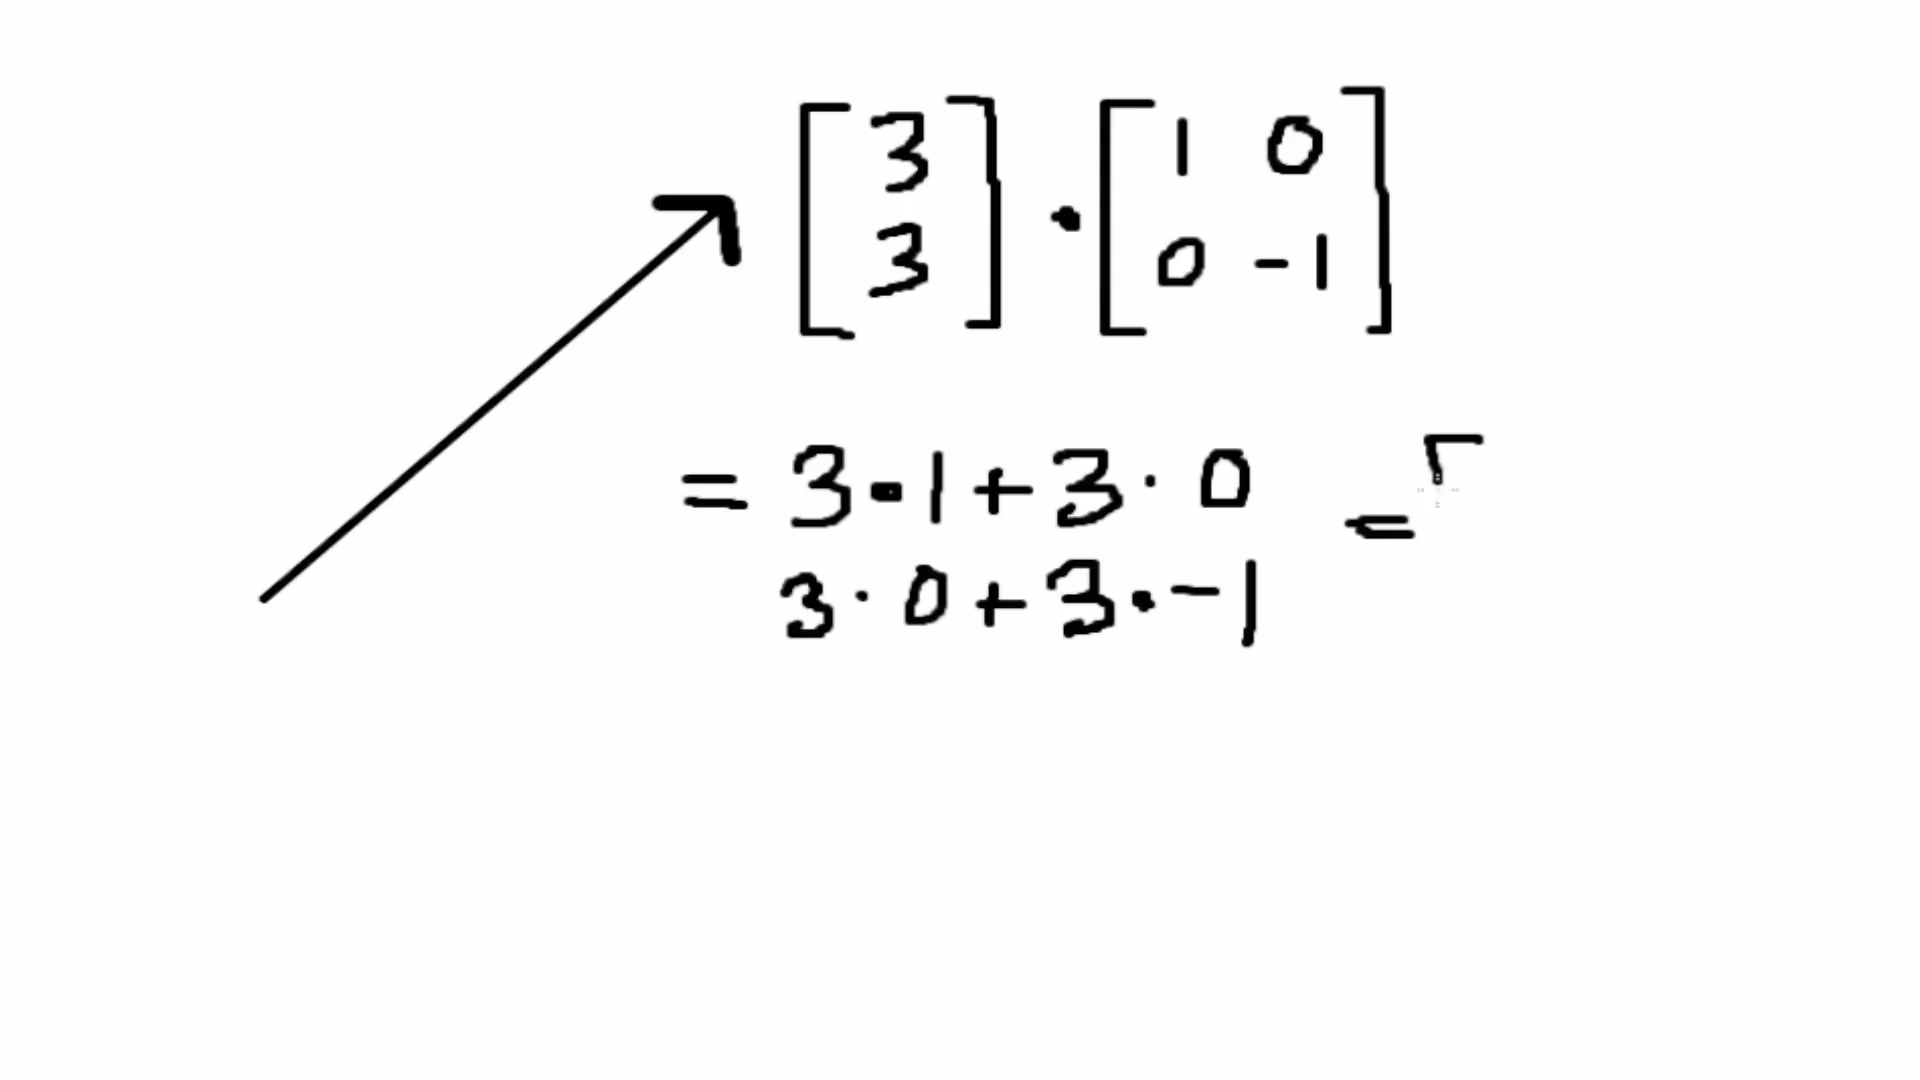 [3 3] · [1 0 0 -1]
= 3·1+3·0 =
3·0+3·-1